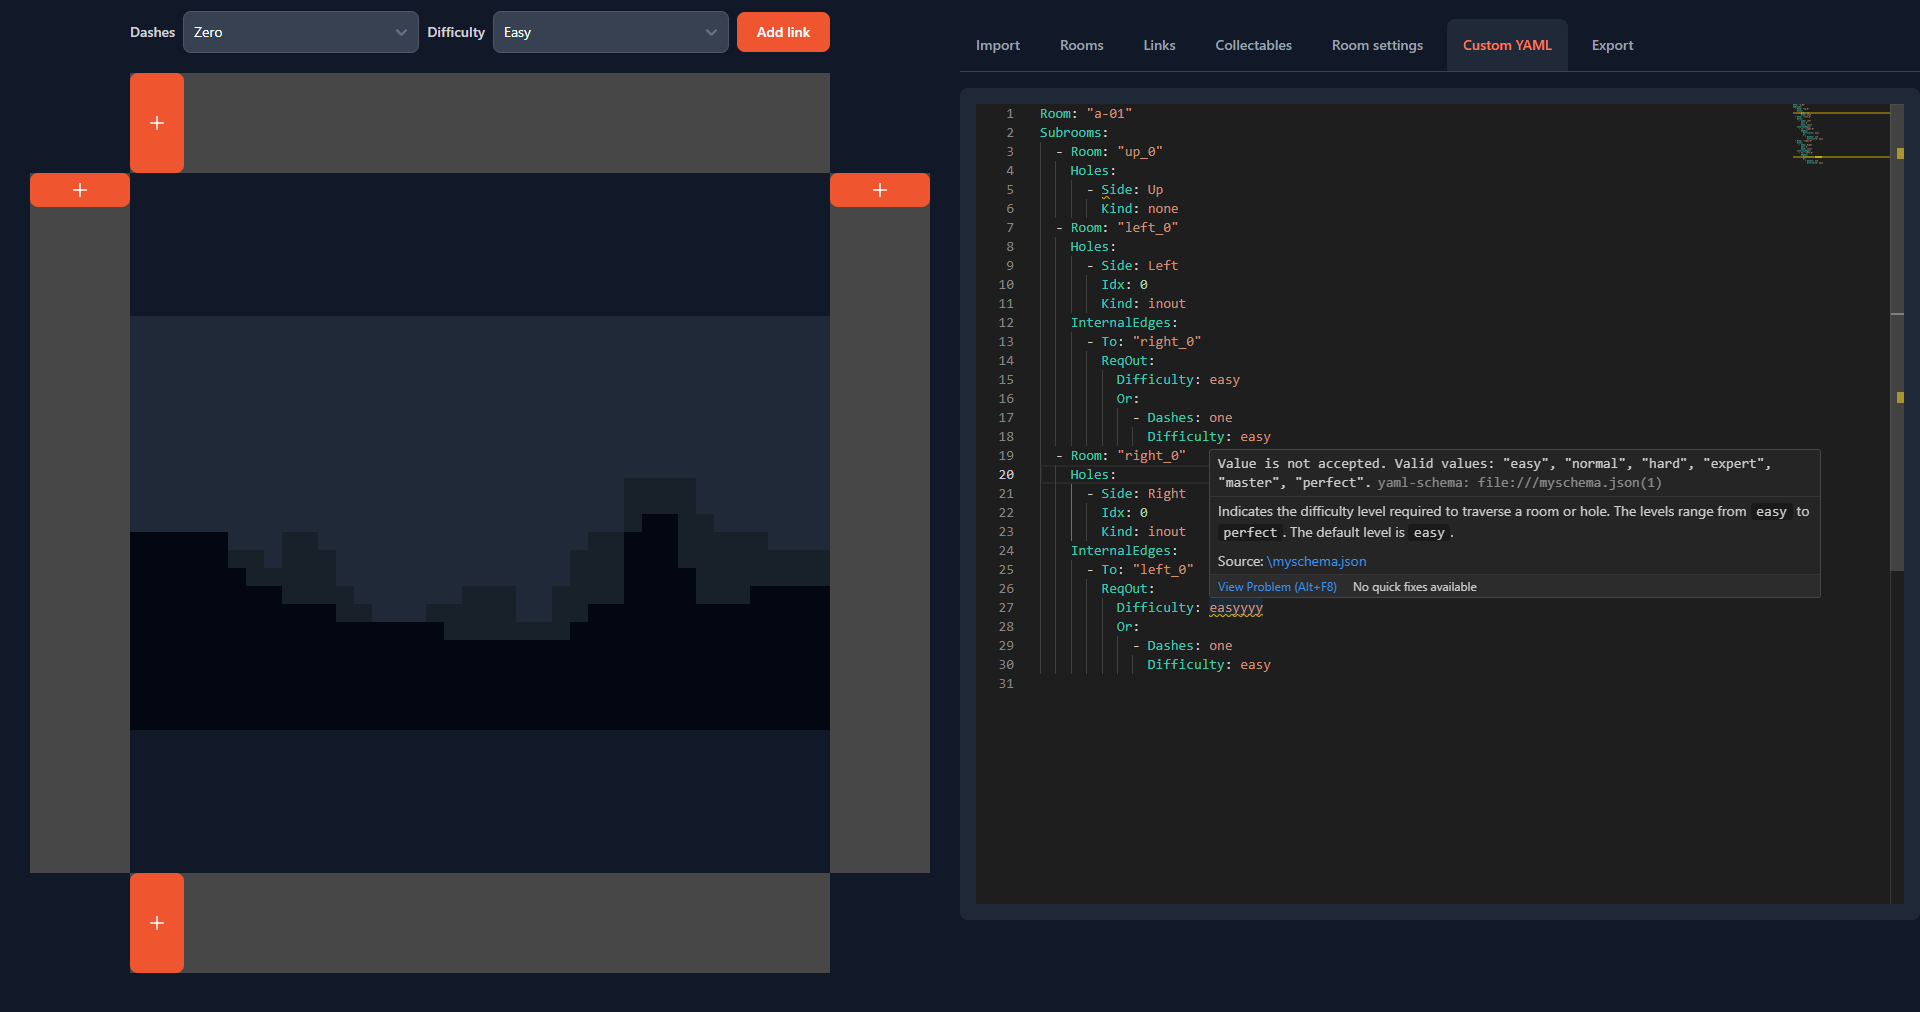 Dashes Zero Difficulty Easy Add link
Import Rooms Links Collectables Room settings Custom YAML Export
+
+
+
+
1 Room: "a-01"
2 Subrooms:
3 - Room: "up_0"
4 Holes:
5 - Side: Up
6 Kind: none
7 - Room: "left_0"
8 Holes:
9 - Side: Left
10 Idx: 0
11 Kind: inout
12 InternalEdges:
13 - To: "right_0"
14 ReqOut:
15 Difficulty: easy
16 Or:
17 - Dashes: one
18 Difficulty: easy
19 - Room: "right_0"
20 Holes:
21 - Side: Right
22 Idx: 0
23 Kind: inout
24 InternalEdges:
25 - To: "left_0"
26 ReqOut:
27 Difficulty: easyyyy
28 Or:
29 - Dashes: one
30 Difficulty: easy
31
Value is not accepted. Valid values: "easy", "normal", "hard", "expert",
"master", "perfect". yaml-schema: file:///myschema.json(1)
Indicates the difficulty level required to traverse a room or hole. The levels range from easy to
perfect. The default level is easy.
Source: \myschema.json
View Problem (Alt+F8) No quick fixes available